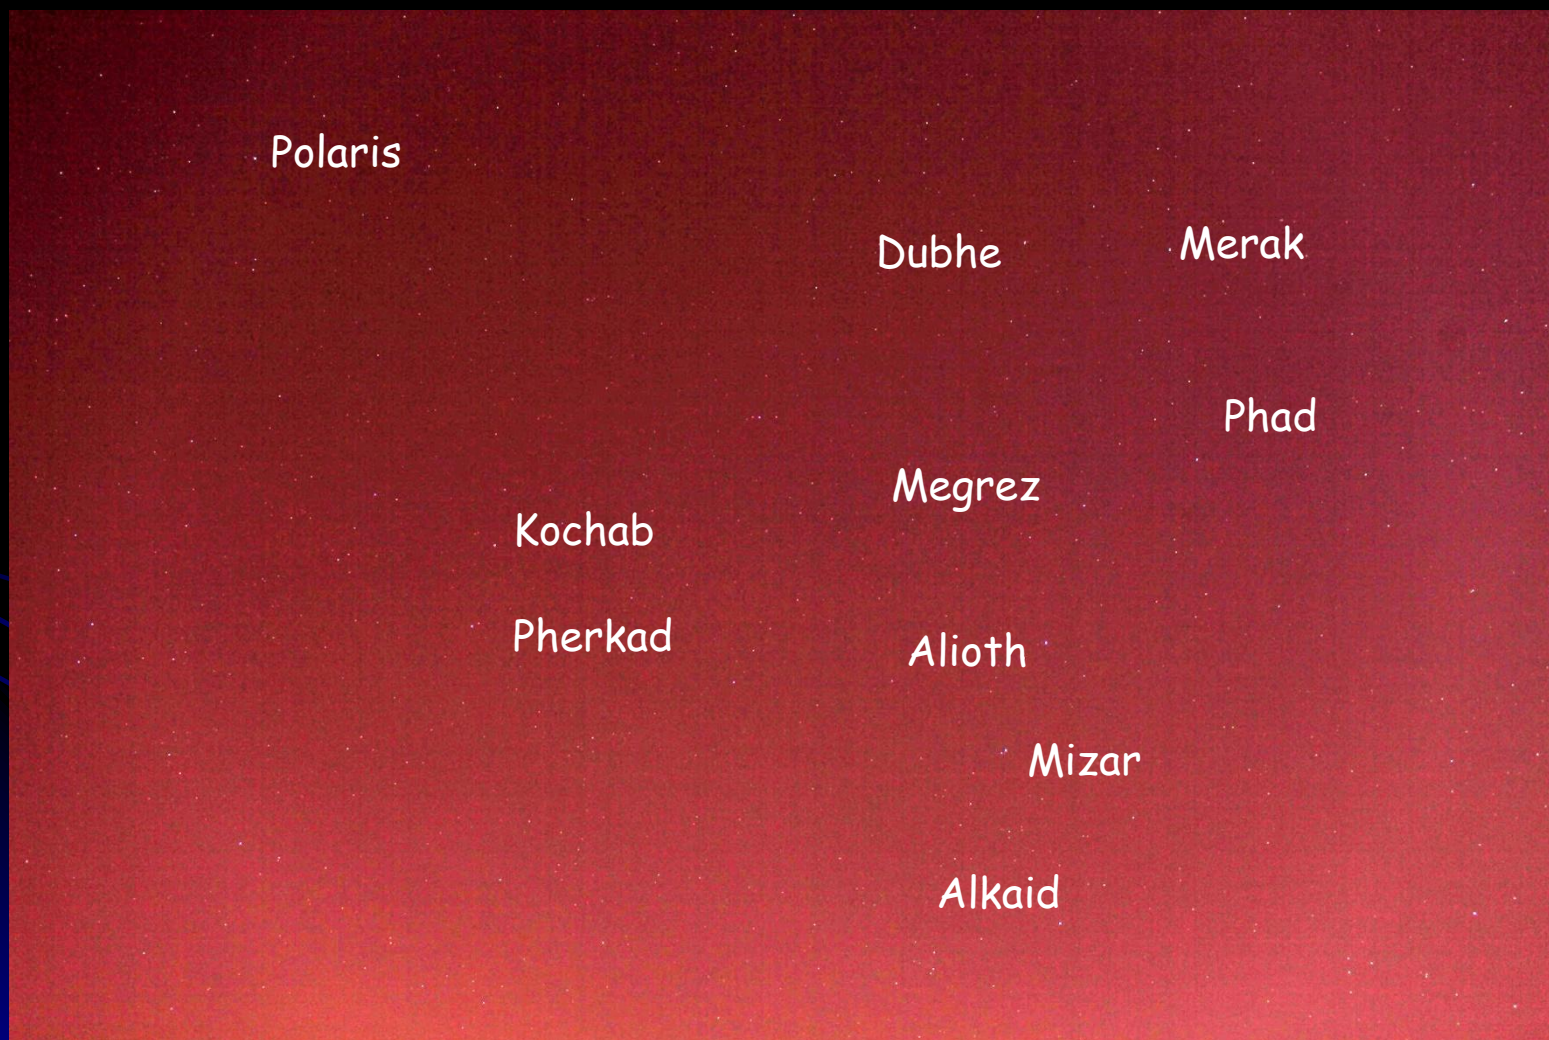 Polaris
Dubhe
Merak
Phad
Megrez
Kochab
Pherkad
Alioth
Mizar
Alkaid